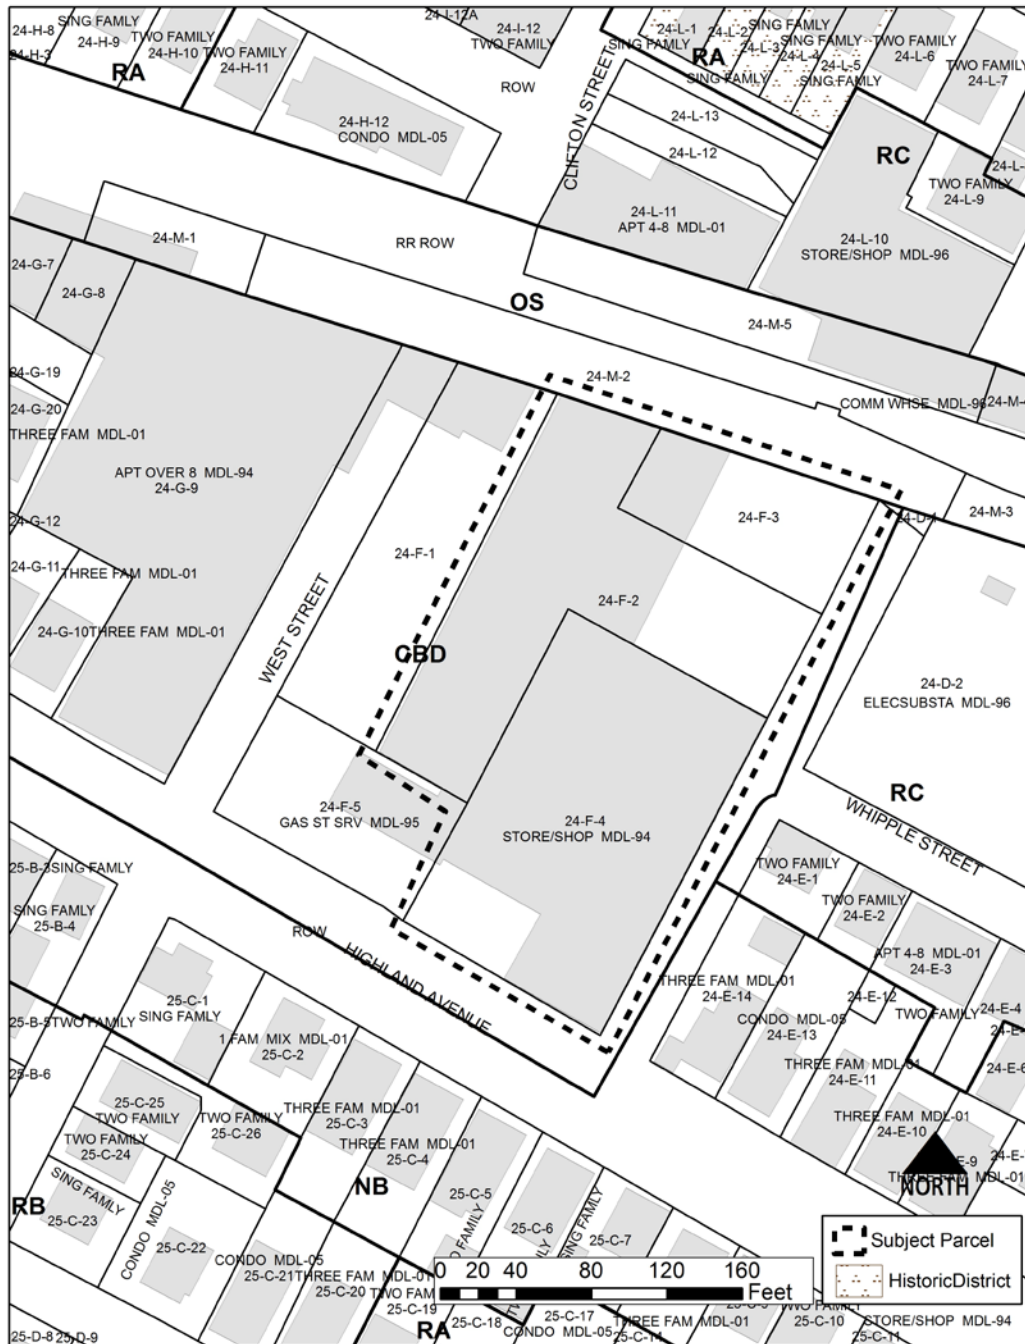 24-H-8
SING FAMILY
24-H-9
24-H-3
TWO FAMILY
24-H-10
TWO FAMILY
24-H-11
RA
24-L-12A
24-I-12
TWO FAMILY
ROW
24-H-12
CONDO MDL-05
CLIFTON STREET
24-L-1
SING FAMILY
24-L-2
RA
SING FAMILY
24-L-3
SING FAMILY
24-L-4
SING FAMILY
24-L-5
SING FAMILY
TWO FAMILY
24-L-6
TWO FAMILY
24-L-7
24-L-13
24-L-12
RC
TWO FAMILY
24-L-9
24-L-11
APT 4-8 MDL-01
24-L-10
STORE/SHOP MDL-96
24-M-1
RR ROW
24-G-7
24-G-8
OS
24-M-5
24-M-2
COMM WHSE MDL-96
24-G-19
24-G-20
THREE FAM MDL-01
APT OVER 8 MDL-94
24-G-9
24-F-3
24-M-3
24-G-12
24-F-1
24-G-11
THREE FAM MDL-01
24-F-2
24-G-10
THREE FAM MDL-01
WEST STREET
CBD
24-D-2
ELECSUBSTA MDL-96
RC
24-F-5
GAS ST SRV MDL-95
24-F-4
STORE/SHOP MDL-94
WHIPPLE STREET
25-B-3
SING FAMILY
SING FAMILY
25-B-4
TWO FAMILY
24-E-1
TWO FAMILY
24-E-2
ROW
HIGHLAND AVENUE
APT 4-8 MDL-01
24-E-3
THREE FAM MDL-01
24-E-14
24-E-12
TWO FAMILY
24-E-4
25-C-1
SING FAMILY
CONDO MDL-05
24-E-13
25-B-5
TWO FAMILY
1 FAM MIX MDL-01
25-C-2
THREE FAM MDL-01
24-E-11
24-E-6
25-B-6
25-C-25
TWO FAMILY
TWO FAMILY
25-C-26
THREE FAM MDL-01
25-C-3
THREE FAM MDL-01
25-C-4
THREE FAM MDL-01
24-E-10
TWO FAMILY
25-C-24
THREE FAM MDL-01
NORTH
SING FAMILY
25-C-23
RB
CONDO MDL-05
25-C-22
NB
25-C-5
25-C-6
SING FAMILY
25-C-7
CONDO MDL-05
25-C-21
THREE FAM MDL-01
25-C-20
25-C-19
25-C-18
RA
25-C-17
CONDO MDL-05
THREE FAM MDL-01
TWO FAMILY
25-C-10
STORE/SHOP MDL-94
25-D-8
25-D-9
0 20 40 80 120 160
Feet
Subject Parcel
HistoricDistrict